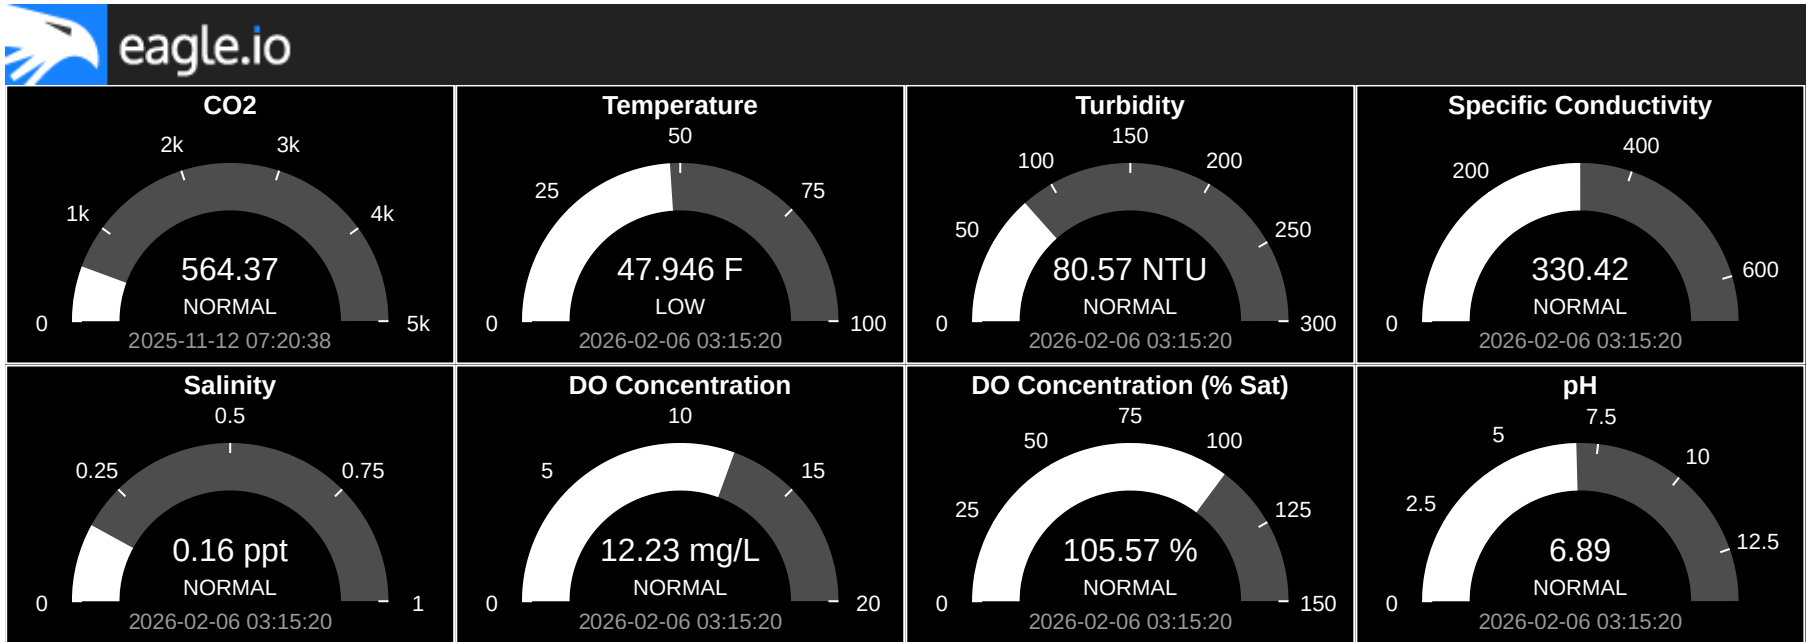 eagle.io
CO2
0
1k
2k
3k
4k
5k
564.37
NORMAL
2025-11-12 07:20:38
Temperature
0
25
50
75
100
47.946 F
LOW
2026-02-06 03:15:20
Turbidity
0
50
100
150
200
250
300
80.57 NTU
NORMAL
2026-02-06 03:15:20
Specific Conductivity
0
200
400
600
330.42
NORMAL
2026-02-06 03:15:20
Salinity
0
0.25
0.5
0.75
1
0.16 ppt
NORMAL
2026-02-06 03:15:20
DO Concentration
0
5
10
15
20
12.23 mg/L
NORMAL
2026-02-06 03:15:20
DO Concentration (% Sat)
0
25
50
75
100
125
150
105.57 %
NORMAL
2026-02-06 03:15:20
pH
0
2.5
5
7.5
10
12.5
6.89
NORMAL
2026-02-06 03:15:20